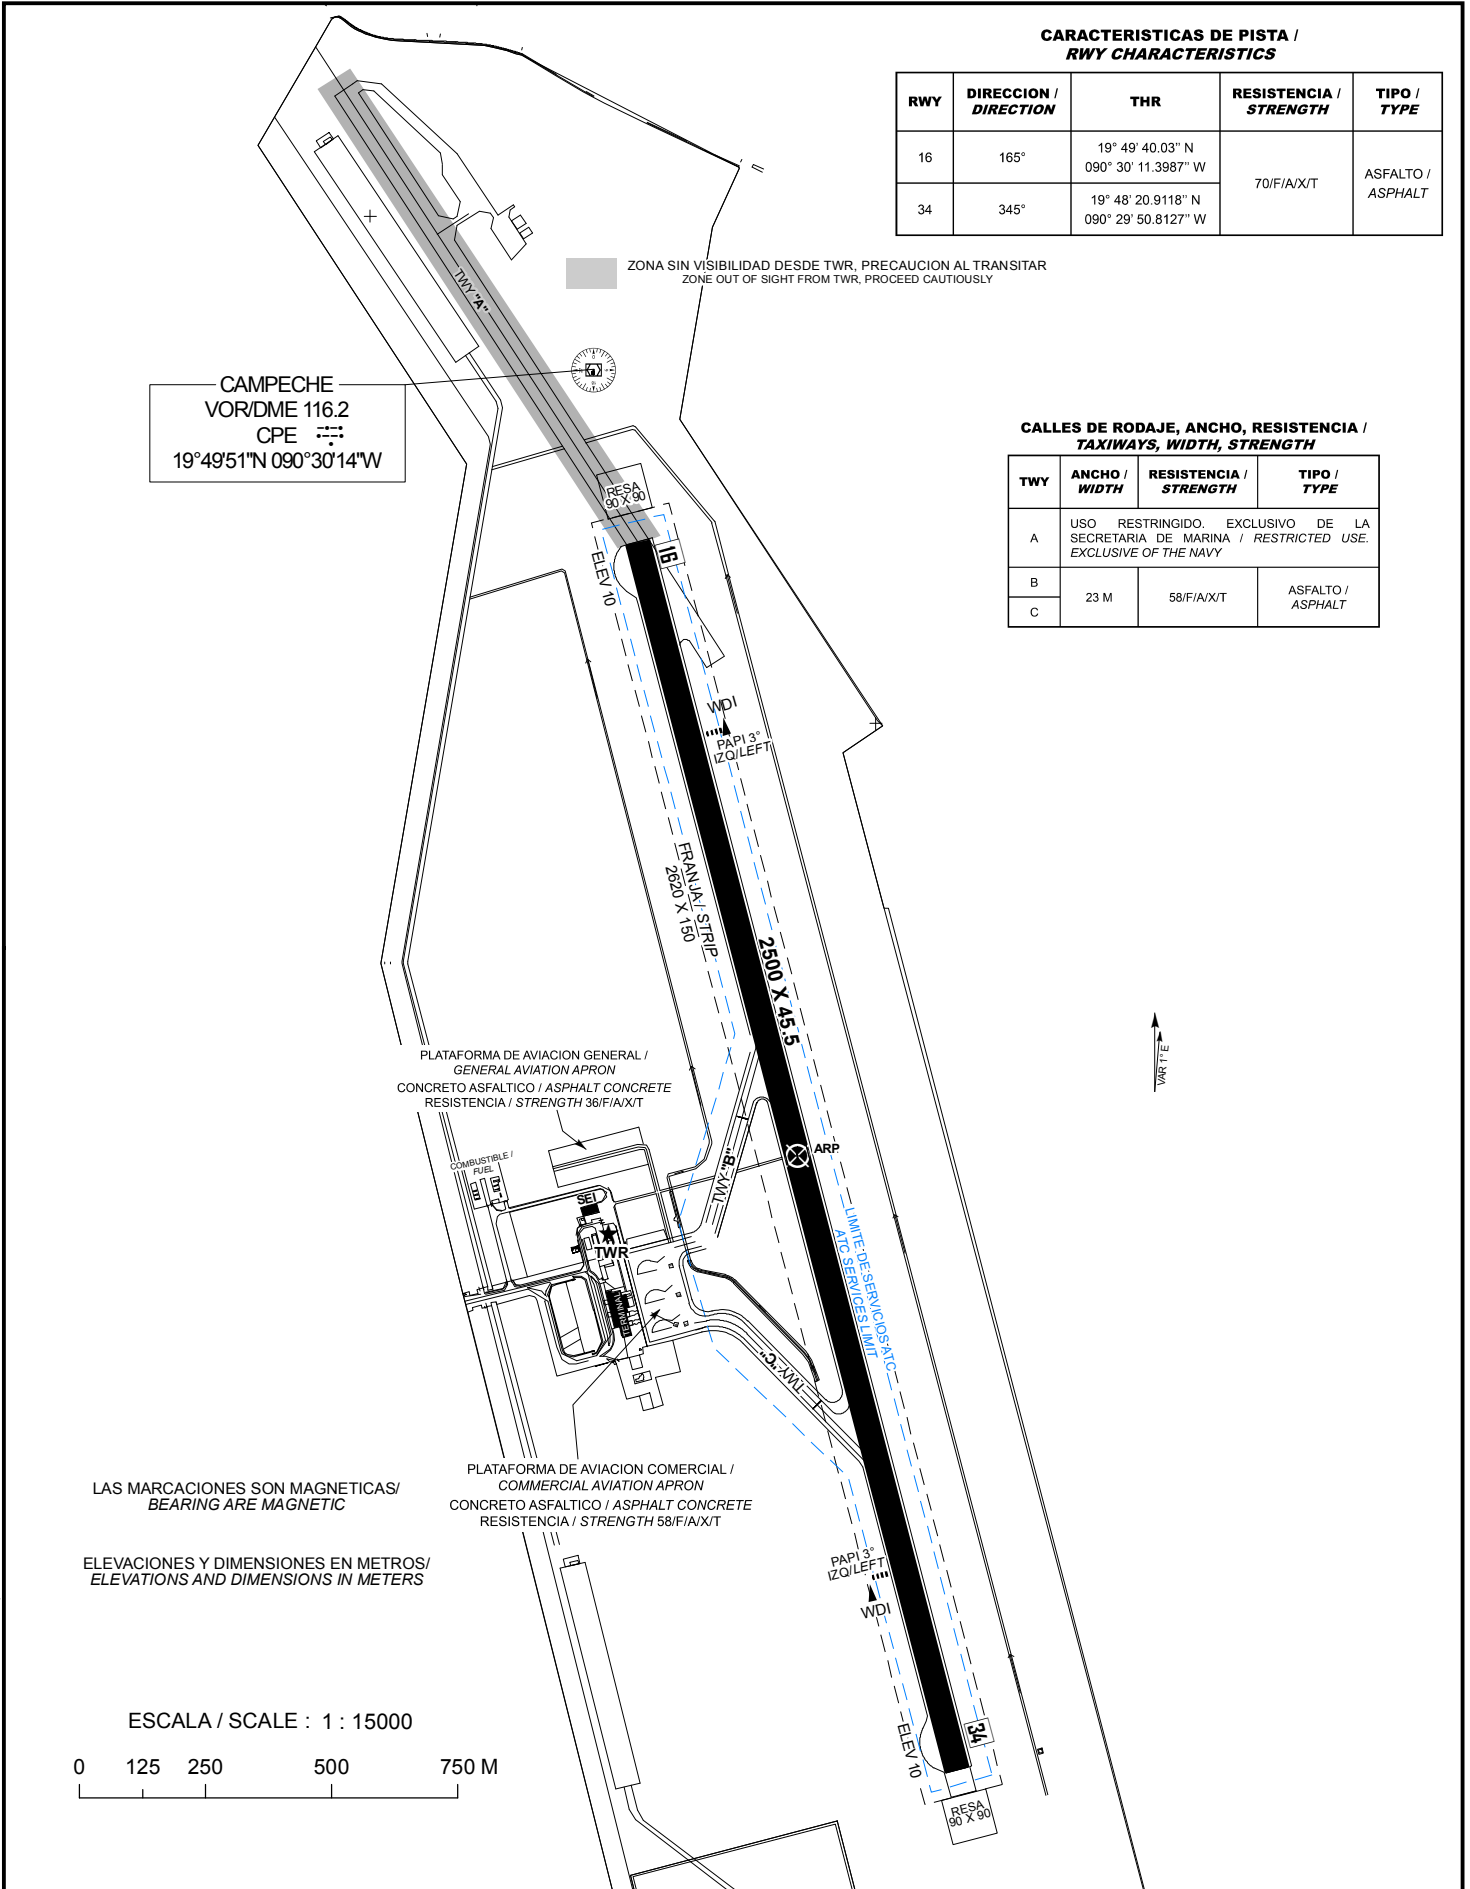 CARACTERISTICAS DE PISTA /
RWY CHARACTERISTICS
RWY
DIRECCION /
DIRECTION
THR
RESISTENCIA /
STRENGTH
TIPO /
TYPE
16
165°
19° 49' 40.03" N
090° 30' 11.3987" W
70/F/A/X/T
ASFALTO /
ASPHALT
34
345°
19° 48' 20.9118" N
090° 29' 50.8127" W
ZONA SIN VISIBILIDAD DESDE TWR, PRECAUCION AL TRANSITAR
ZONE OUT OF SIGHT FROM TWR, PROCEED CAUTIOUSLY
TWY "A"
CAMPECHE
VOR/DME 116.2
CPE
19°49'51"N 090°30'14"W
CALLES DE RODAJE, ANCHO, RESISTENCIA /
TAXIWAYS, WIDTH, STRENGTH
TWY
ANCHO /
WIDTH
RESISTENCIA /
STRENGTH
TIPO /
TYPE
A
USO RESTRINGIDO. EXCLUSIVO DE LA
SECRETARIA DE MARINA / RESTRICTED USE.
EXCLUSIVE OF THE NAVY
B
C
23 M
58/F/A/X/T
ASFALTO /
ASPHALT
RESA
90 X 90
16
ELEV 10
WDI
PAPI 3°
IZQ/LEFT
FRANJA / STRIP
2620 X 150
2500 X 45.5
VAR 1° E
PLATAFORMA DE AVIACION GENERAL /
GENERAL AVIATION APRON
CONCRETO ASFALTICO / ASPHALT CONCRETE
RESISTENCIA / STRENGTH 36/F/A/X/T
COMBUSTIBLE /
FUEL
SEI
TWR
TERMINAL
TWY "B"
ARP
LIMITE DE SERVICIOS ATC
ATC SERVICES LIMIT
TWY "C"
PLATAFORMA DE AVIACION COMERCIAL /
COMMERCIAL AVIATION APRON
CONCRETO ASFALTICO / ASPHALT CONCRETE
RESISTENCIA / STRENGTH 58/F/A/X/T
LAS MARCACIONES SON MAGNETICAS/
BEARING ARE MAGNETIC
ELEVACIONES Y DIMENSIONES EN METROS/
ELEVATIONS AND DIMENSIONS IN METERS
PAPI 3°
IZQ/LEFT
WDI
ELEV 10
34
RESA
90 X 90
ESCALA / SCALE : 1 : 15000
0 125 250 500 750 M